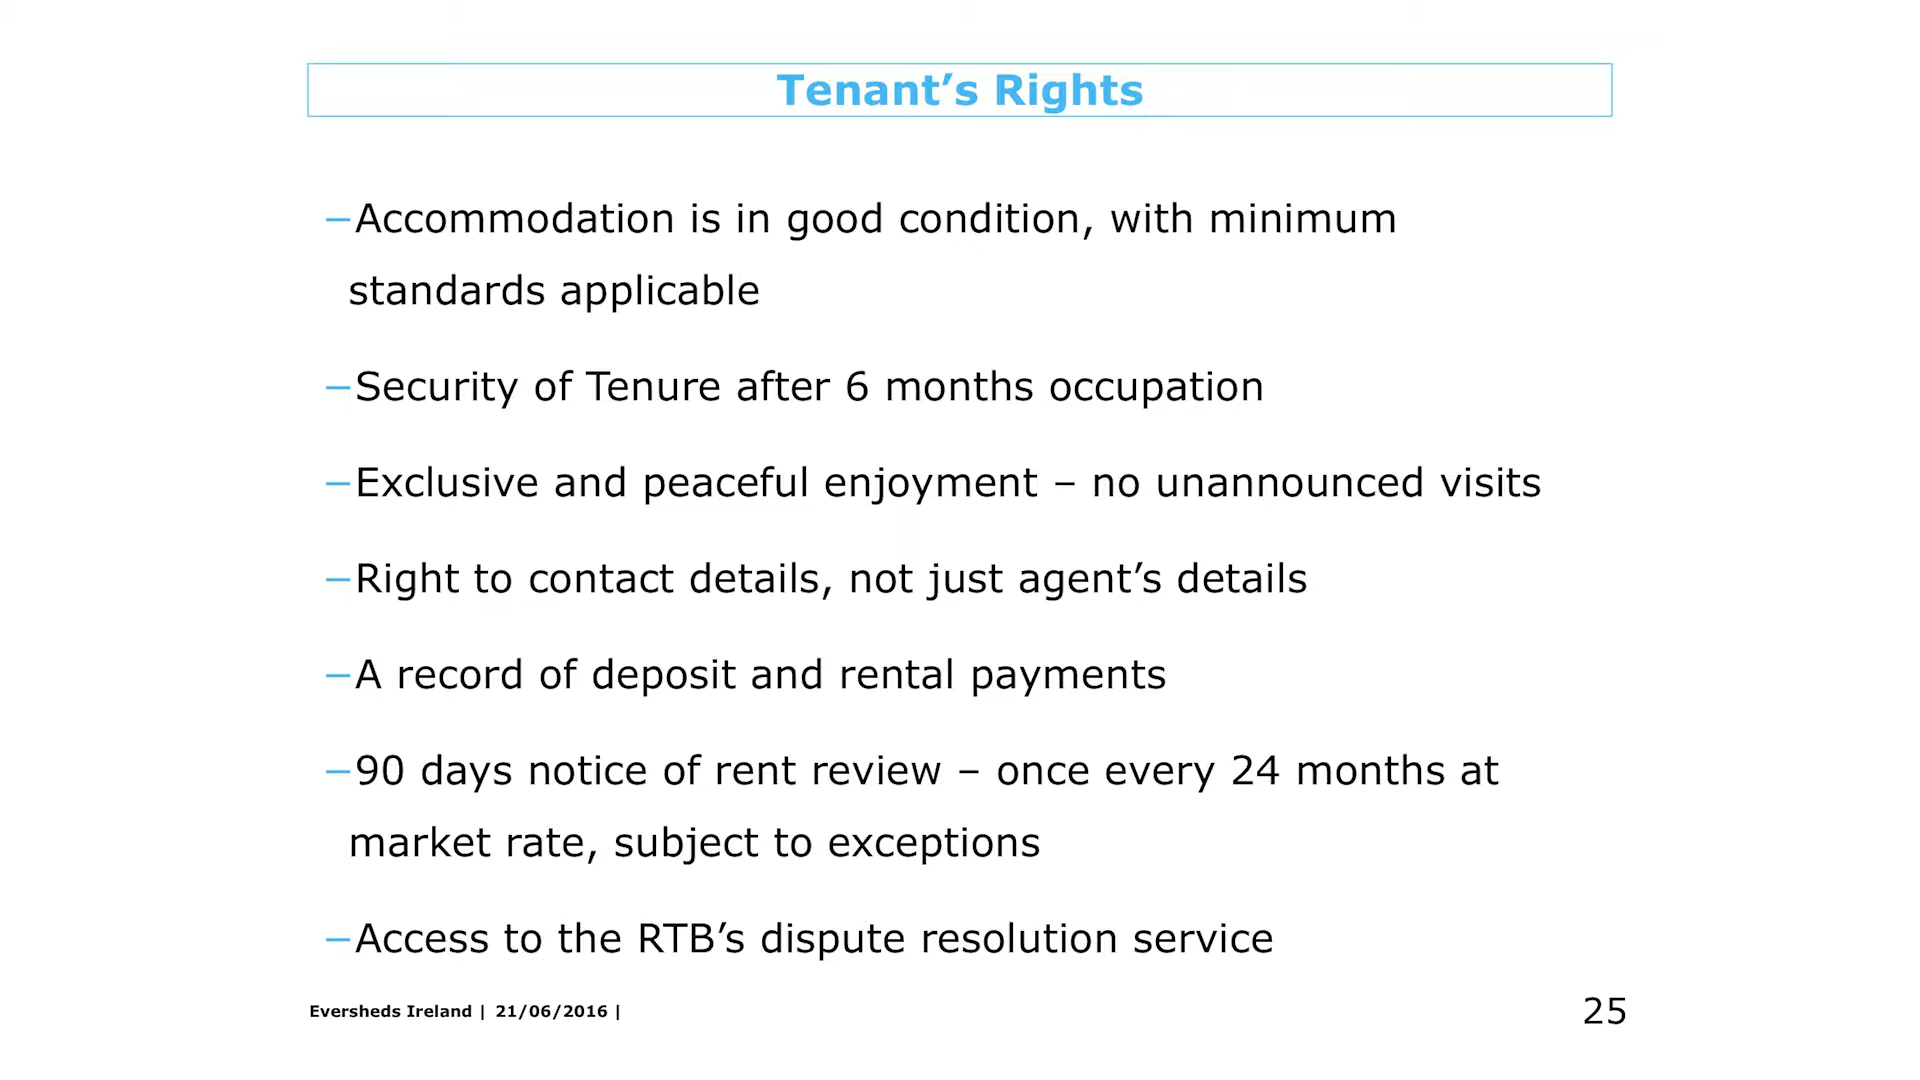 Tenant’s Rights
–Accommodation is in good condition, with minimum
standards applicable
–Security of Tenure after 6 months occupation
–Exclusive and peaceful enjoyment – no unannounced visits
–Right to contact details, not just agent’s details
–A record of deposit and rental payments
–90 days notice of rent review – once every 24 months at
market rate, subject to exceptions
–Access to the RTB’s dispute resolution service
Eversheds Ireland | 21/06/2016 |
25